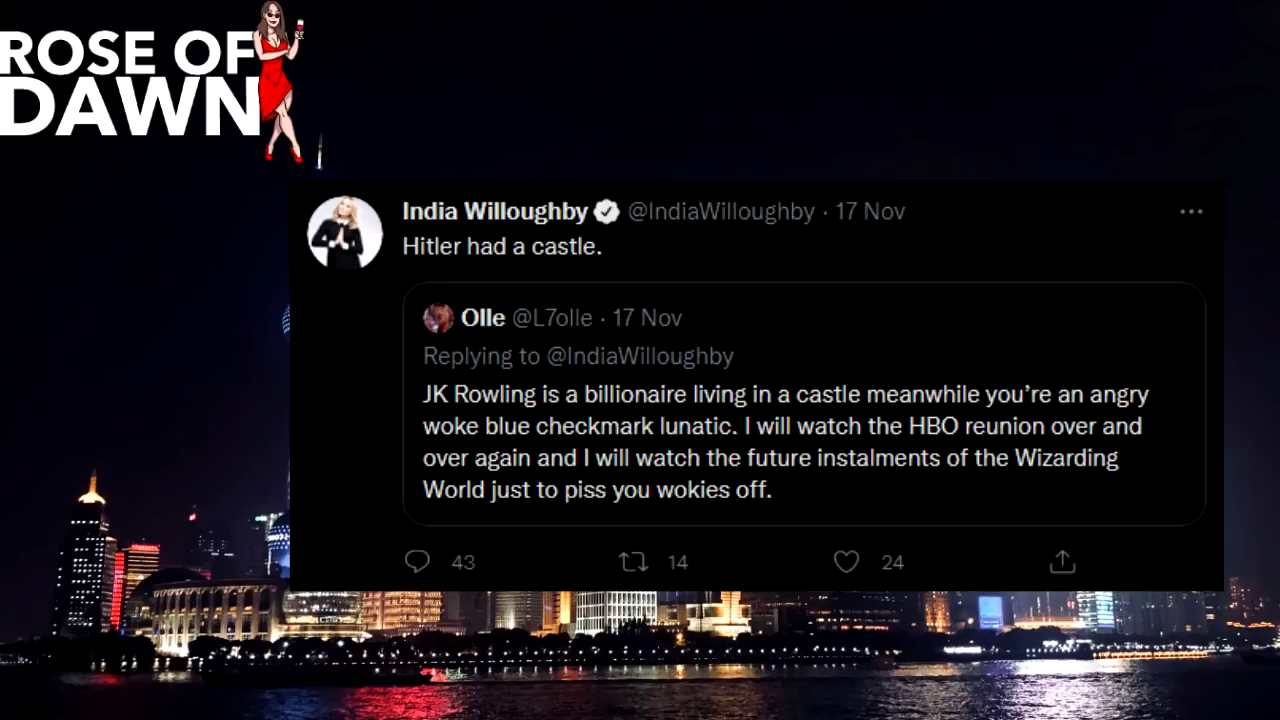 ROSE OF
DAWN
India Willoughby @IndiaWilloughby · 17 Nov
Hitler had a castle.
Olle @L7olle · 17 Nov
Replying to @IndiaWilloughby
JK Rowling is a billionaire living in a castle meanwhile you’re an angry
woke blue checkmark lunatic. I will watch the HBO reunion over and
over again and I will watch the future instalments of the Wizarding
World just to piss you wokies off.
43 14 24